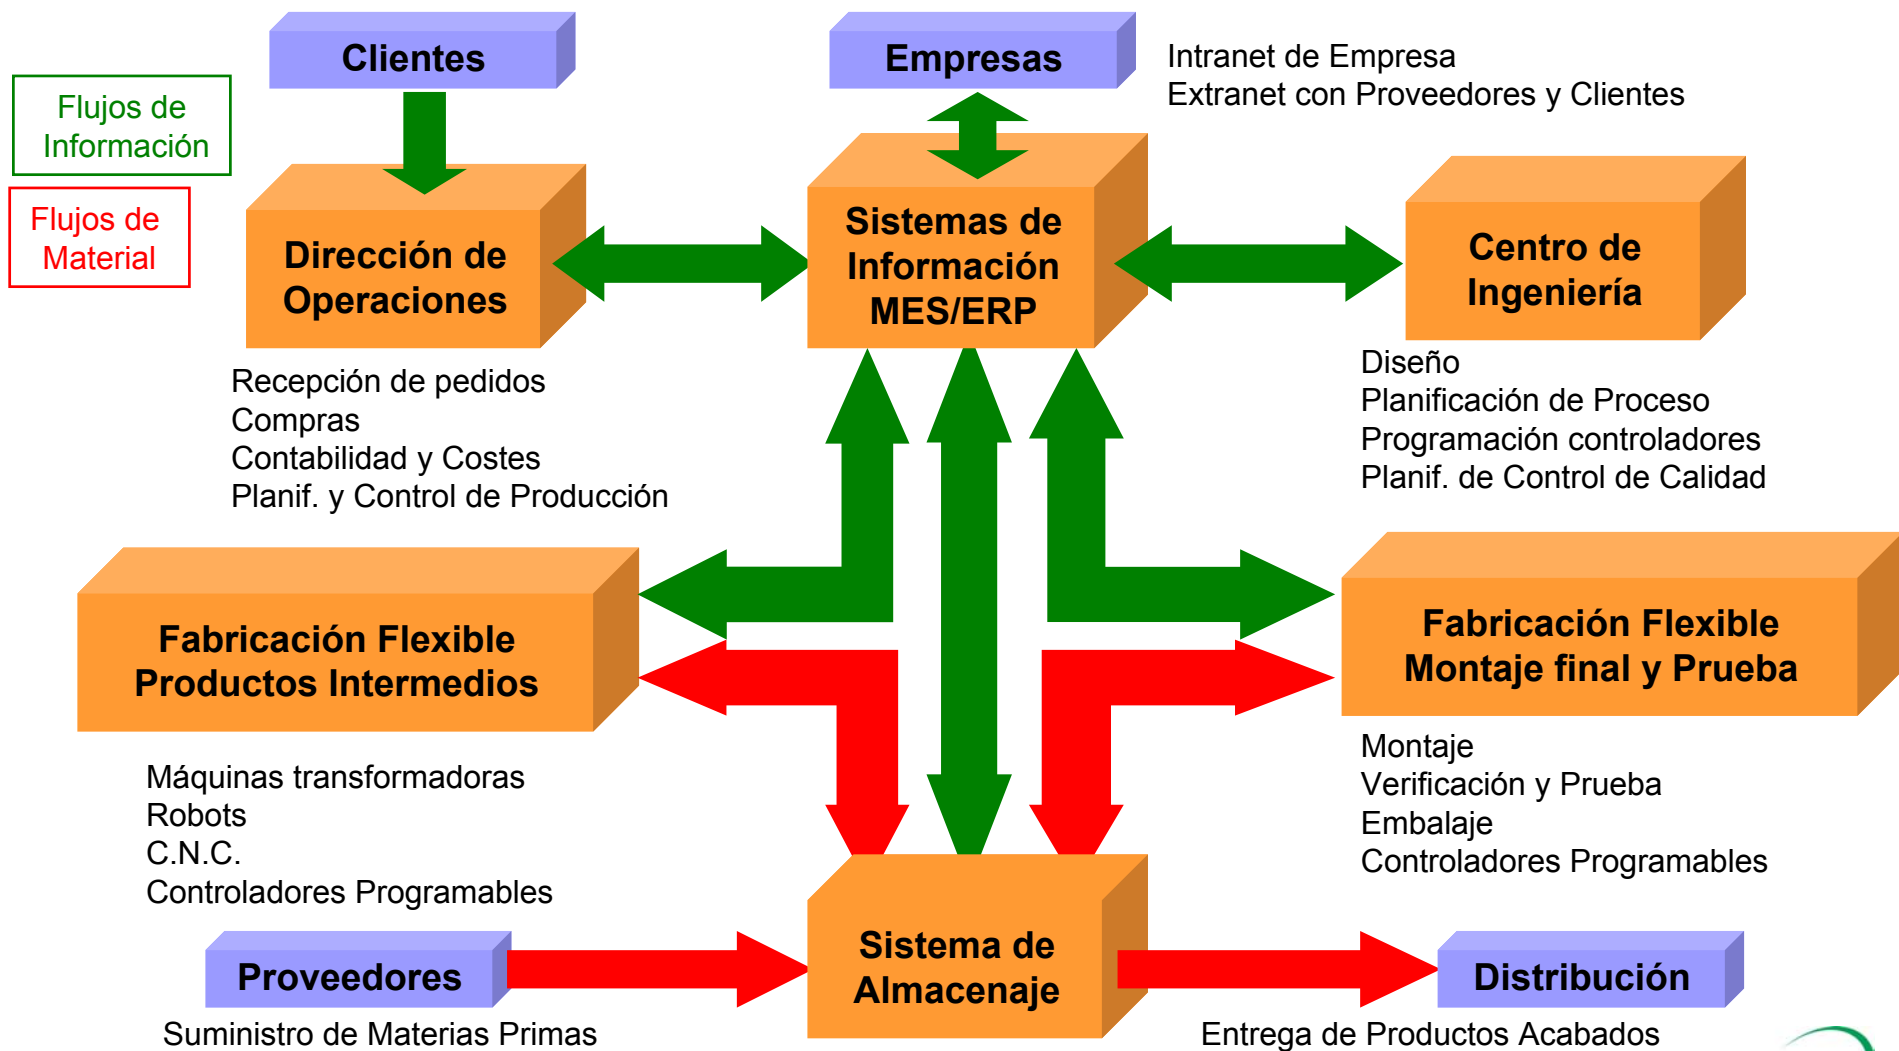 Clientes
Empresas
Intranet de Empresa
Extranet con Proveedores y Clientes
Flujos de
Información
Flujos de
Material
Dirección de
Operaciones
Sistemas de
Información
MES/ERP
Centro de
Ingeniería
Recepción de pedidos
Compras
Contabilidad y Costes
Planif. y Control de Producción
Diseño
Planificación de Proceso
Programación controladores
Planif. de Control de Calidad
Fabricación Flexible
Productos Intermedios
Fabricación Flexible
Montaje final y Prueba
Máquinas transformadoras
Robots
C.N.C.
Controladores Programables
Montaje
Verificación y Prueba
Embalaje
Controladores Programables
Proveedores
Sistema de
Almacenaje
Distribución
Suministro de Materias Primas
Entrega de Productos Acabados